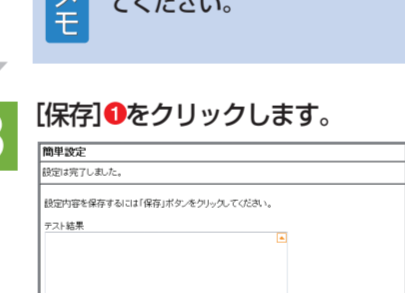 メモ
てください。
[保存]❶をクリックします。
簡単設定
設定は完了しました。
設定内容を保存するには「保存」ボタンをクリックしてください。
テスト結果